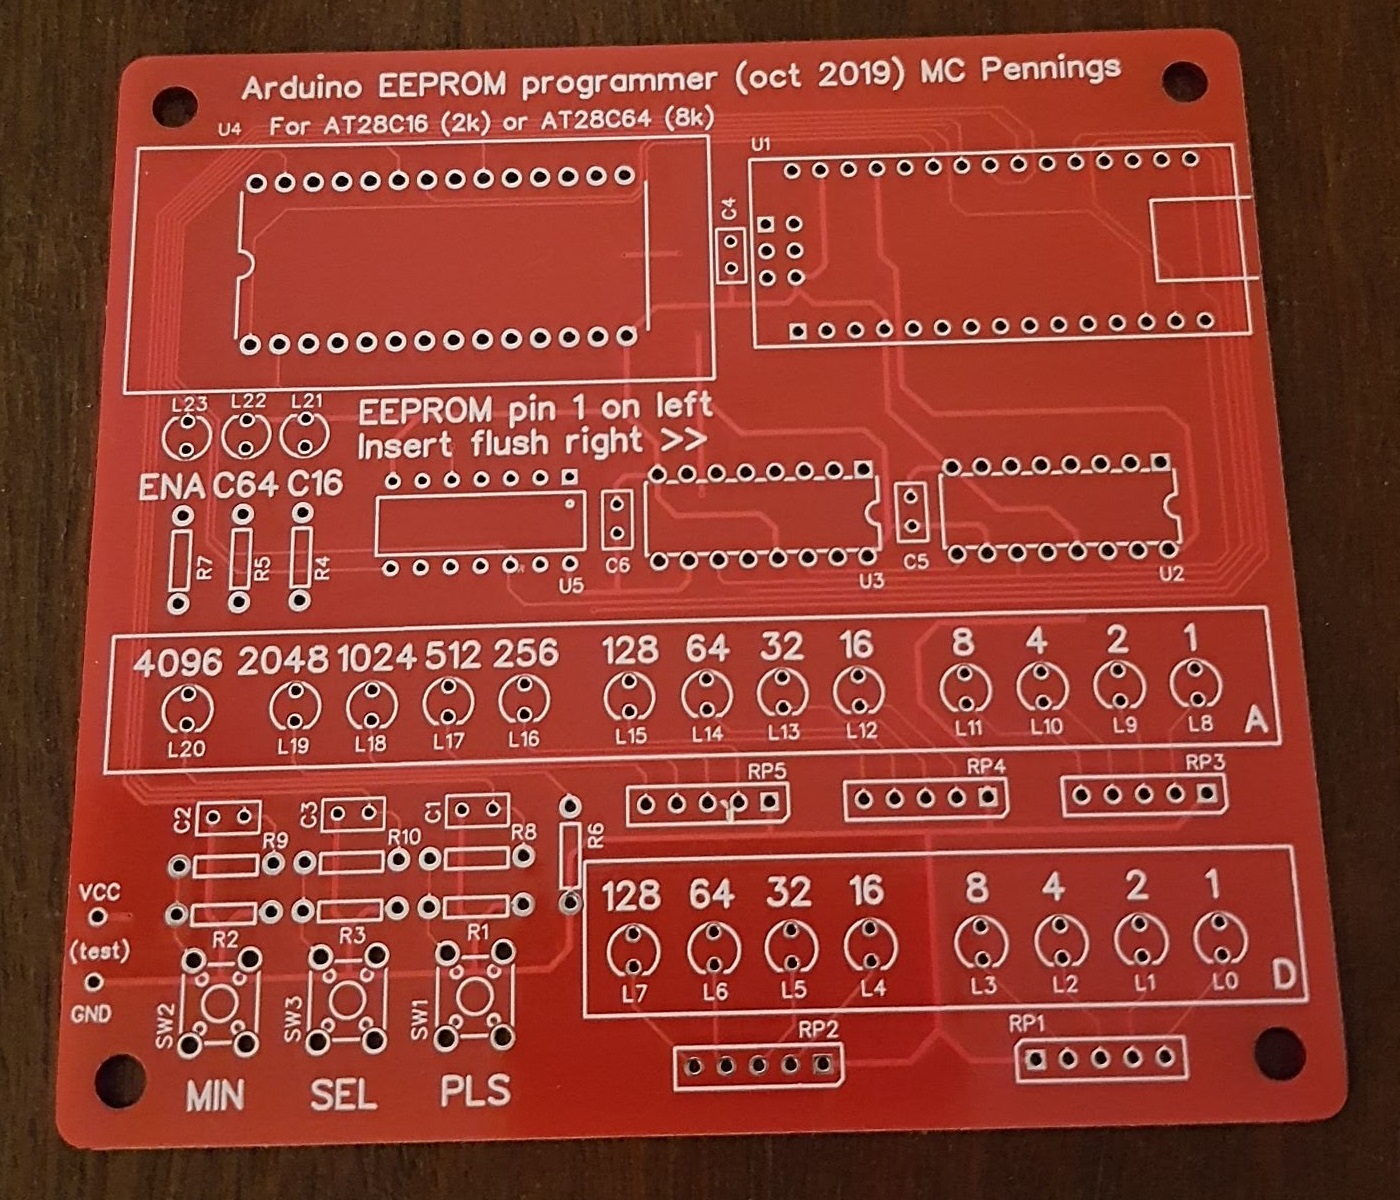 Arduino EEPROM programmer (oct 2019) MC Pennings
U4 For AT28C16 (2k) or AT28C64 (8k)
U1
C4
L23 L22 L21
EEPROM pin 1 on left
Insert flush right >>
ENA C64 C16
R7 R5 R4
U5 C6 U3 C5 U2
4096 2048 1024 512 256 128 64 32 16 8 4 2 1
L20 L19 L18 L17 L16 L15 L14 L13 L12 L11 L10 L9 L8 A
RP5 RP4 RP3
C2 C3 C1
R9 R10 R8 R6
VCC
(test)
GND
R2 R3 R1
128 64 32 16 8 4 2 1
L7 L6 L5 L4 L3 L2 L1 L0 D
SW2 SW3 SW1
RP2 RP1
MIN SEL PLS